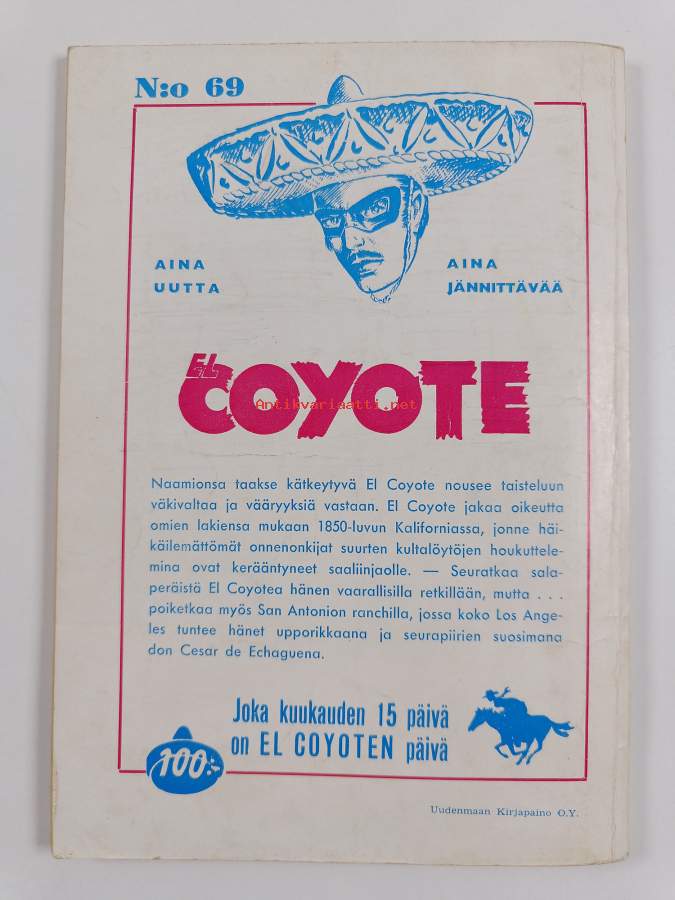 N:o 69
AINA
UUTTA
AINA
JÄNNITTÄVÄÄ
EL
COYOTE
Antikvariaatti.net
Naamionsa taakse kätkeytyvä El Coyote nousee taisteluun
väkivaltaa ja vääryyksiä vastaan. El Coyote jakaa oikeutta
omien lakiensa mukaan 1850-luvun Kaliforniassa, jonne häi-
käilemättömät onnenonkijat suurten kultalöytöjen houkuttele-
mina ovat kerääntyneet saaliinjaolle. — Seuratkaa sala-
peräistä El Coyotea hänen vaarallisilla retkillään, mutta . . .
poiketkaa myös San Antonion ranchilla, jossa koko Los Ange-
les tuntee hänet upporikkaana ja seurapiirien suosimana
don Cesar de Echaguena.
Joka kuukauden 15 päivä
on EL COYOTEN päivä
100:-
Uudenmaan Kirjapaino O.Y.